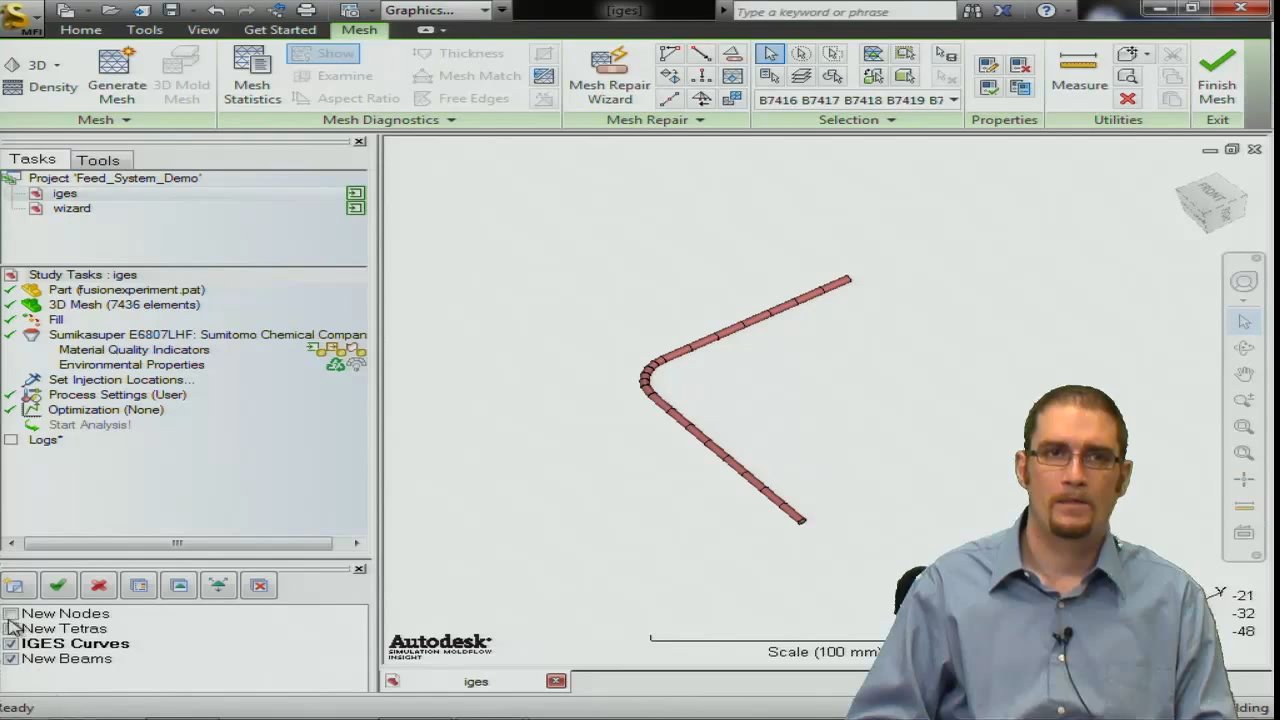 MFI
Graphics...
[iges]
Type a keyword or phrase
Home Tools View Get Started Mesh
3D
Density
Generate Mesh
3D Mold Mesh
Mesh Statistics
Show
Examine
Aspect Ratio
Thickness
Mesh Match
Free Edges
Mesh Repair Wizard
B7416 B7417 B7418 B7419 B7
Measure
Finish Mesh
Mesh Mesh Diagnostics Mesh Repair Selection Properties Utilities Exit
Tasks Tools
Project 'Feed_System_Demo'
iges
wizard
Study Tasks : iges
Part (fusionexperiment.pat)
3D Mesh (7436 elements)
Fill
Sumikasuper E6807LHF: Sumitomo Chemical Compan
Material Quality Indicators
Environmental Properties
Set Injection Locations...
Process Settings (User)
Optimization (None)
Start Analysis!
Logs*
New Nodes
New Tetras
IGES Curves
New Beams
FRONT
Autodesk
SIMULATION MOLDFLOW
INSIGHT
Scale (100 mm)
Y
-21
-32
-48
iges
Ready